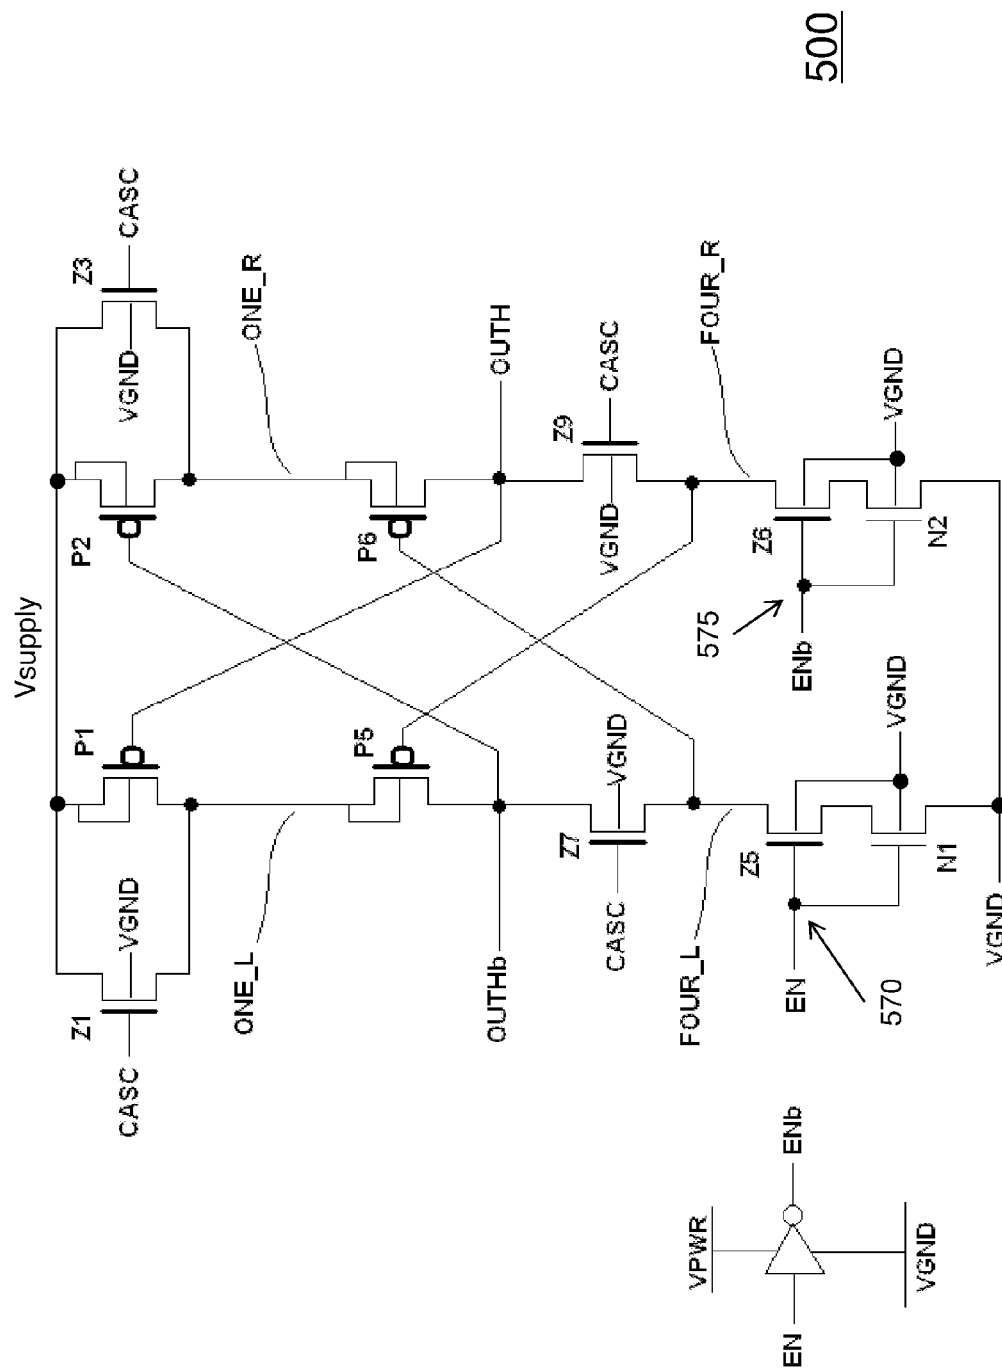 500
Vsupply
CASC
Z1
VGND
P1
P2
VGND
Z3
CASC
ONE_L
ONE_R
P5
P6
OUTHb
OUTH
CASC
Z7
VGND
VGND
Z9
CASC
FOUR_L
FOUR_R
EN
Z5
VGND
N1
570
ENb
Z6
VGND
N2
575
VGND
VPWR
EN
ENb
VGND